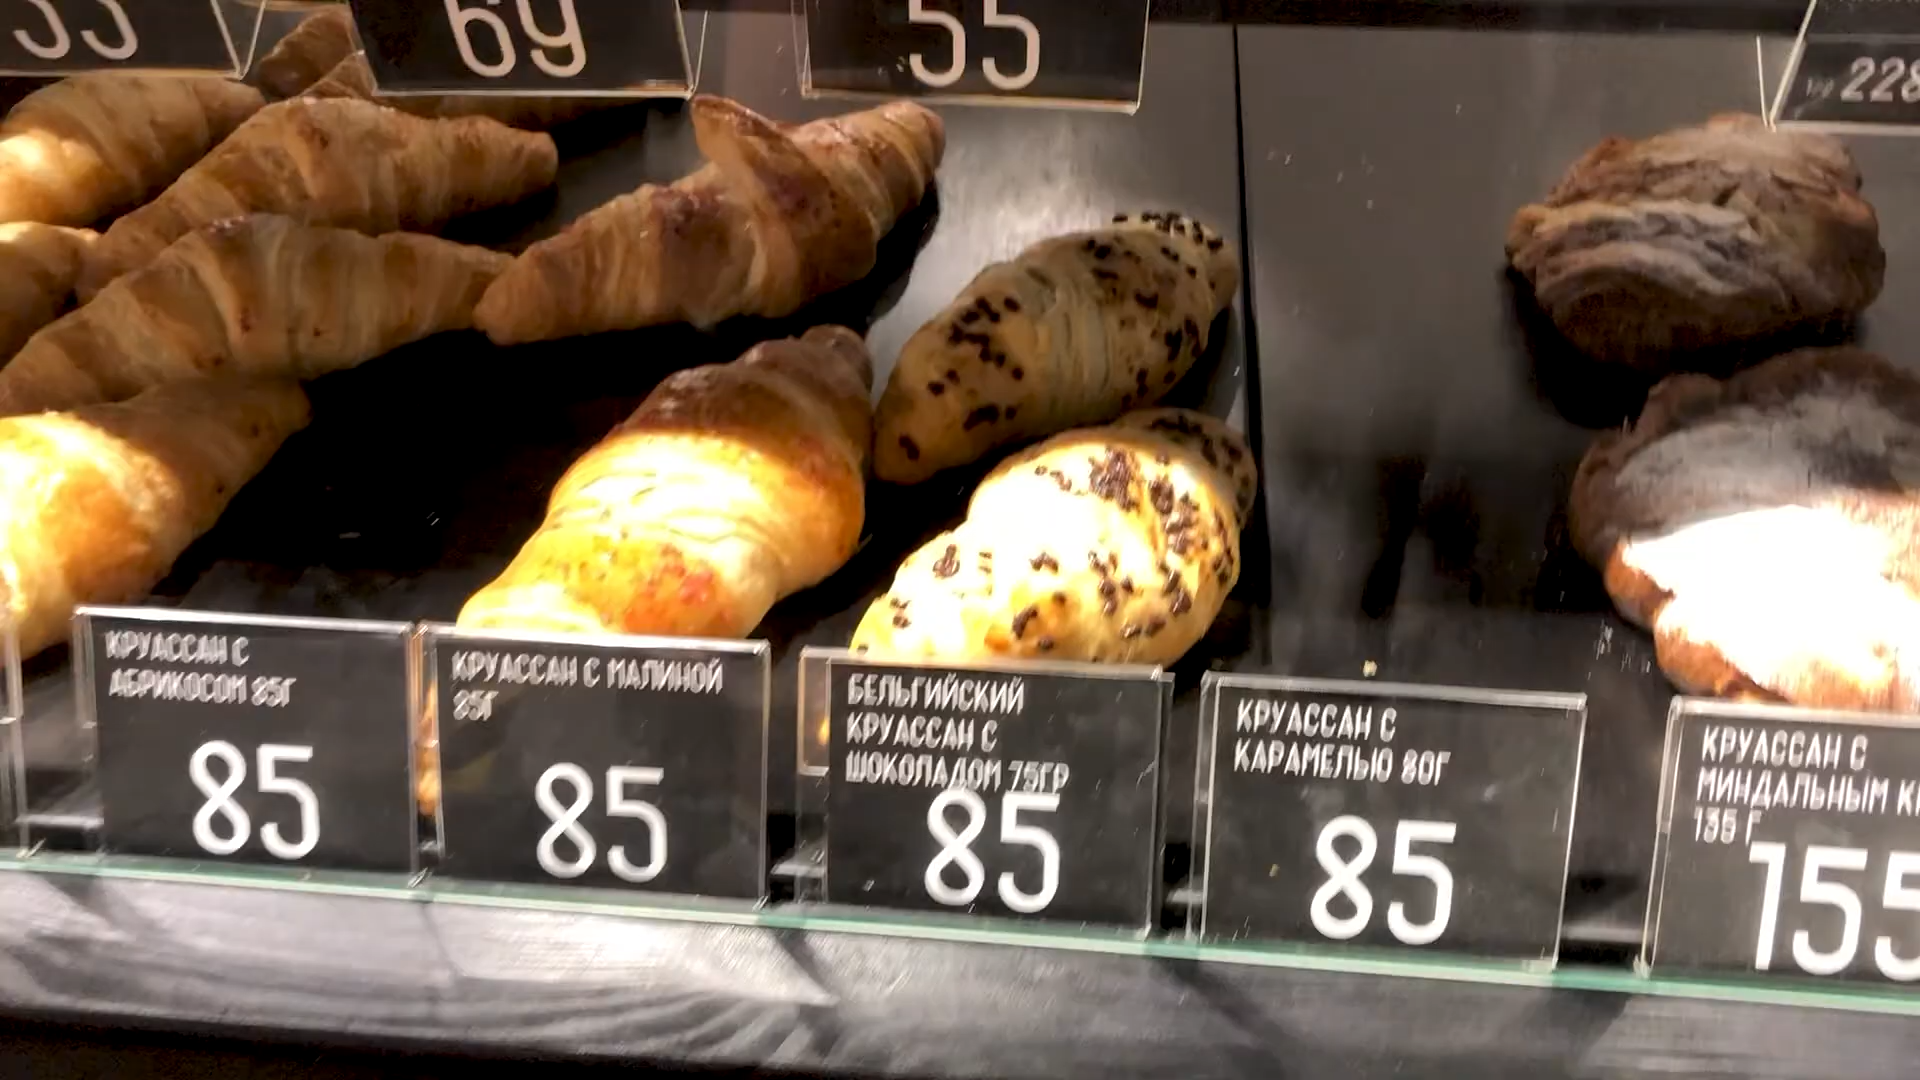 69
55
228
КРУАССАН С
АБРИКОСОМ 85Г
85
КРУАССАН С МАЛИНОЙ
85Г
85
БЕЛЬГИЙСКИЙ
КРУАССАН С
ШОКОЛАДОМ 75ГР
85
КРУАССАН С
КАРАМЕЛЬЮ 80Г
85
КРУАССАН С
МИНДАЛЬНЫМ
135 Г
155